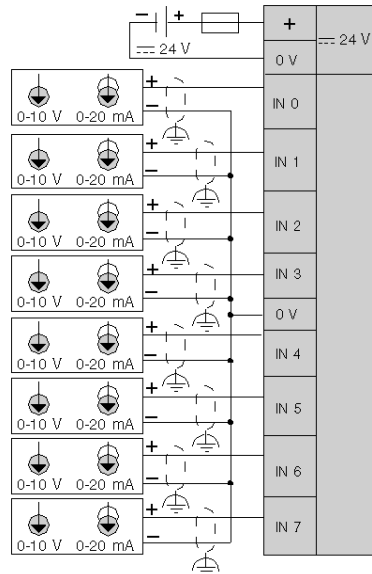 − + +
⎓ 24 V ⎓ 24 V
0 V
0-10 V 0-20 mA + − IN 0
0-10 V 0-20 mA + − IN 1
0-10 V 0-20 mA + − IN 2
0-10 V 0-20 mA + − IN 3
0 V
0-10 V 0-20 mA + − IN 4
0-10 V 0-20 mA + − IN 5
0-10 V 0-20 mA + − IN 6
0-10 V 0-20 mA + − IN 7